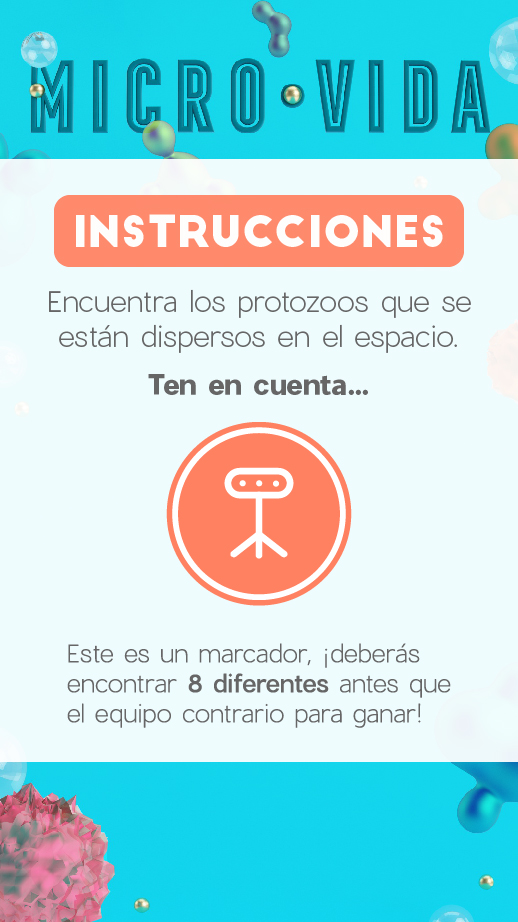 MICRO·VIDA
INSTRUCCIONES
Encuentra los protozoos que se
están dispersos en el espacio.
Ten en cuenta...
Este es un marcador, ¡deberás
encontrar 8 diferentes antes que
el equipo contrario para ganar!